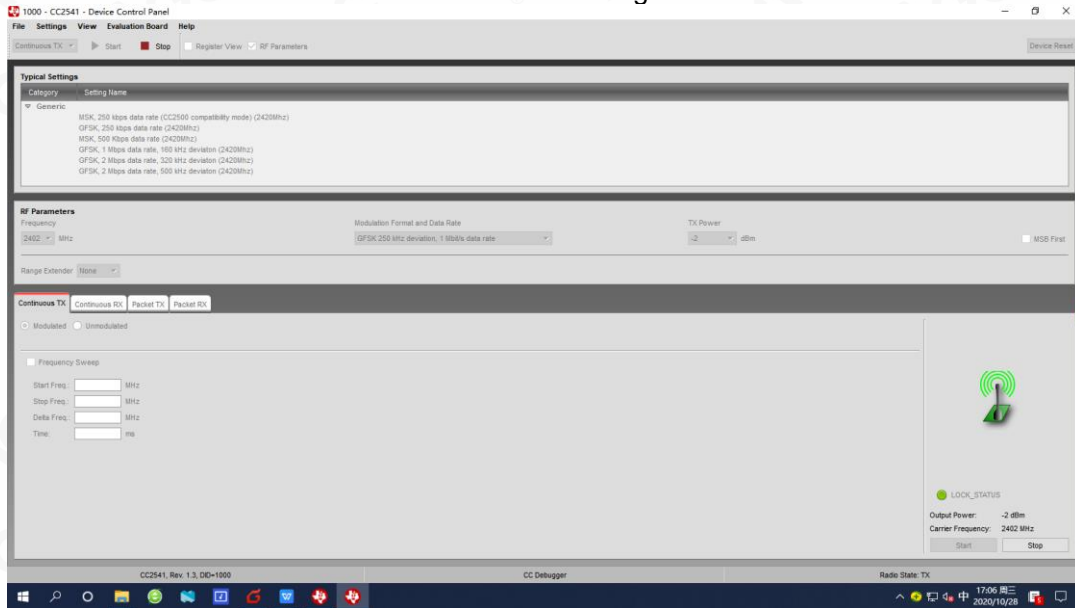 1000 - CC2541 - Device Control Panel
File Settings View Evaluation Board Help
Continuous TX Start Stop Register View RF Parameters Device Reset
Typical Settings
Category Setting Name
Generic
MSK, 250 kbps data rate (CC2500 compatibility mode) (2420Mhz)
GFSK, 250 kbps data rate (2420Mhz)
MSK, 500 Kbps data rate (2420Mhz)
GFSK, 1 Mbps data rate, 160 kHz deviation (2420Mhz)
GFSK, 2 Mbps data rate, 320 kHz deviation (2420Mhz)
GFSK, 2 Mbps data rate, 500 kHz deviation (2420Mhz)
RF Parameters
Frequency Modulation Format and Data Rate TX Power
2402 MHz GFSK 250 kHz deviation, 1 Mbit/s data rate -2 dBm MSB First
Range Extender None
Continuous TX Continuous RX Packet TX Packet RX
Modulated Unmodulated
Frequency Sweep
Start Freq.: MHz
Stop Freq.: MHz
Delta Freq.: MHz
Time: ms
LOCK_STATUS
Output Power: -2 dBm
Carrier Frequency: 2402 MHz
Start Stop
CC2541, Rev. 1.3, DID=1000 CC Debugger Radio State: TX
中 17:06 周三
2020/10/28